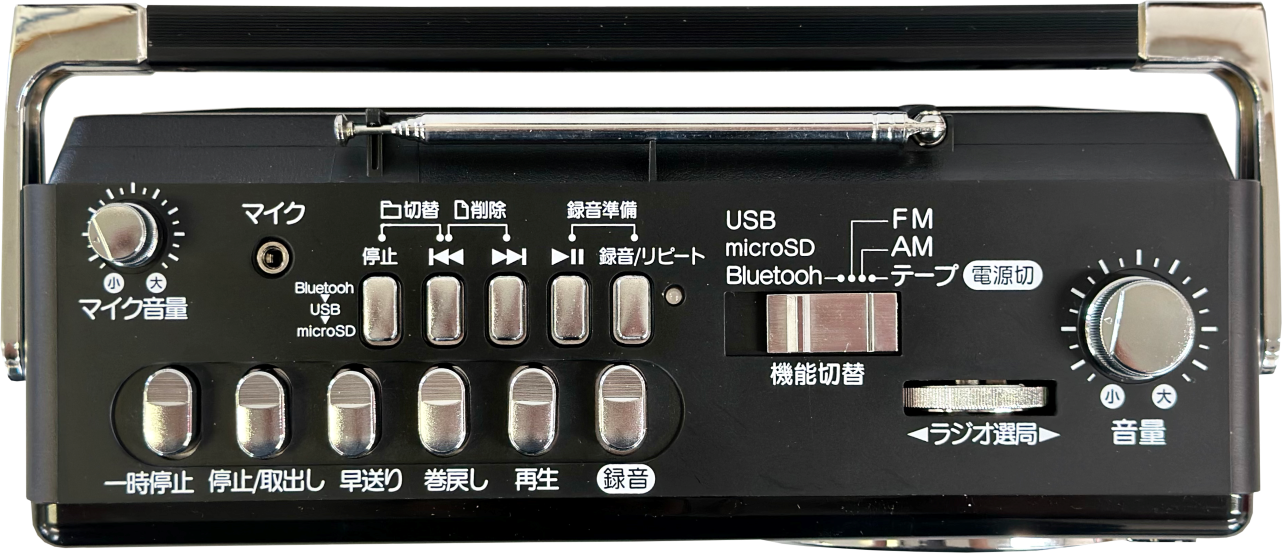 マイク
小 大
マイク音量
切替
削除
録音準備
停止
録音/リピート
Bluetooh
USB
microSD
USB
microSD
Bluetooh
FM
AM
テープ 電源切
機能切替
小 大
音量
ラジオ選局
一時停止 停止/取出し 早送り 巻戻し 再生 録音